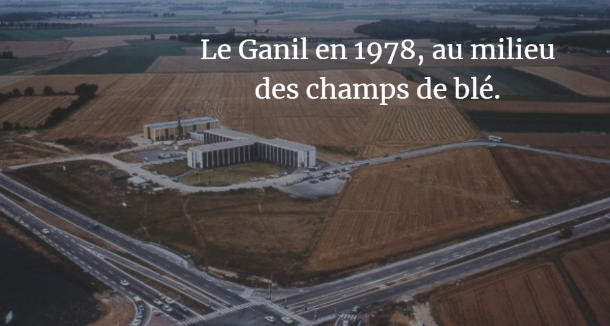 Le Ganil en 1978, au milieu
des champs de blé.